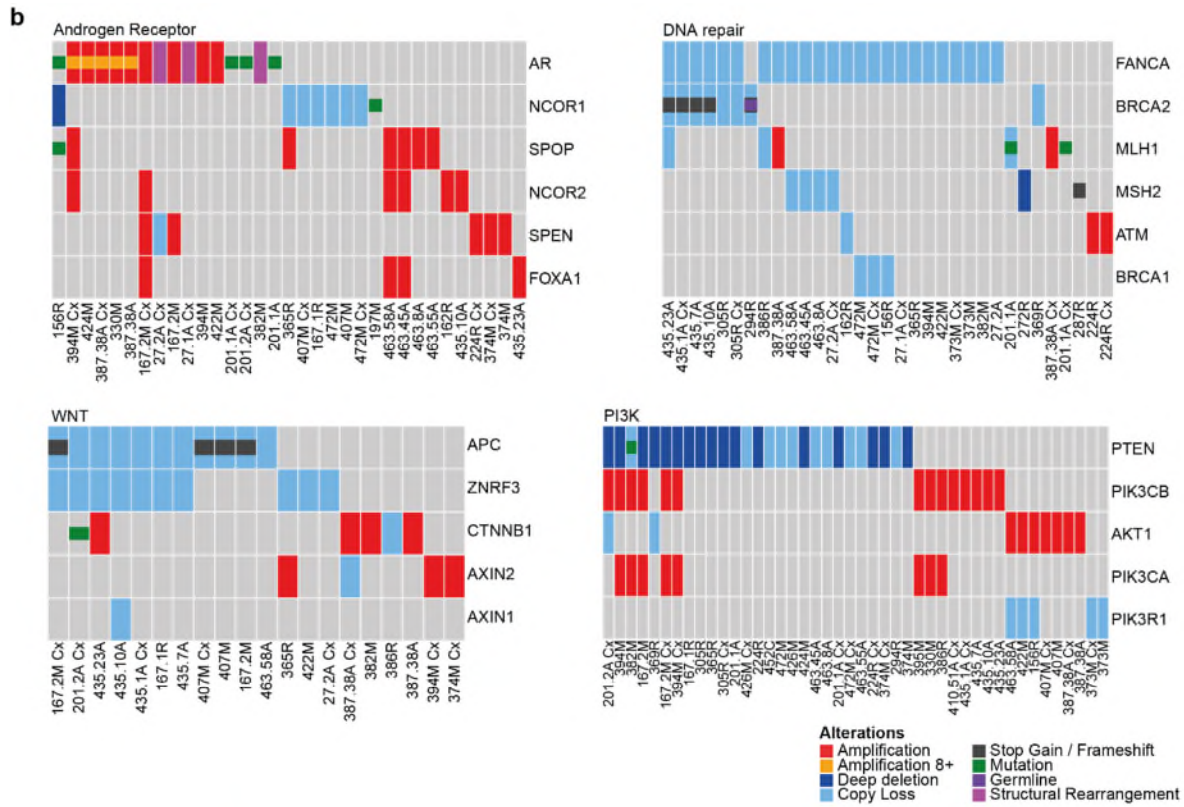 b
Androgen Receptor
AR
NCOR1
SPOP
NCOR2
SPEN
FOXA1
156R
394M Cx
424M
387.38A Cx
330M
387.38A
167.2M Cx
27.2A Cx
167.2M
27.1A Cx
394M
422M
201.1A Cx
201.2A Cx
382M
201.1A
365R
407M Cx
167.1R
472M
407M
472M Cx
197M
463.58A
463.45A
463.8A
463.55A
162R
435.10A
224R Cx
374M Cx
374M
435.23A
DNA repair
FANCA
BRCA2
MLH1
MSH2
ATM
BRCA1
435.23A
435.1A Cx
435.7A
435.10A
305R
305R Cx
294R
386R
387.38A
463.58A
463.45A
463.8A
27.2A Cx
162R
472M
472M Cx
156R
27.1A Cx
365R
394M
422M
373M Cx
373M
382M
27.2A
201.1A
272R
369R
387.38A Cx
201.1A Cx
287R
224R
224R Cx
WNT
APC
ZNRF3
CTNNB1
AXIN2
AXIN1
167.2M Cx
201.2A Cx
435.23A
435.10A
435.1A Cx
167.1R
435.7A
407M Cx
407M
167.2M
463.58A
365R
422M
27.2A Cx
387.38A Cx
382M
386R
387.38A
394M Cx
374M Cx
PI3K
PTEN
PIK3CB
AKT1
PIK3CA
PIK3R1
201.2A Cx
394M
382M
167.2M
369R
167.2M Cx
394M Cx
167.1R
305R
365R
305R Cx
201.1A
426M Cx
224R
452C
472M
426M
424M
463.45A
463.8A
201.1A Cx
472M Cx
463.55A
224R Cx
374M Cx
294R
374M
395M
330M
386R
410.51A Cx
435.1A Cx
435.7A
435.10A
435.23A
463.58A
422M
156R
407M Cx
407M
387.38A Cx
387.38A
373M Cx
373M
Alterations
Amplification
Amplification 8+
Deep deletion
Copy Loss
Stop Gain / Frameshift
Mutation
Germline
Structural Rearrangement